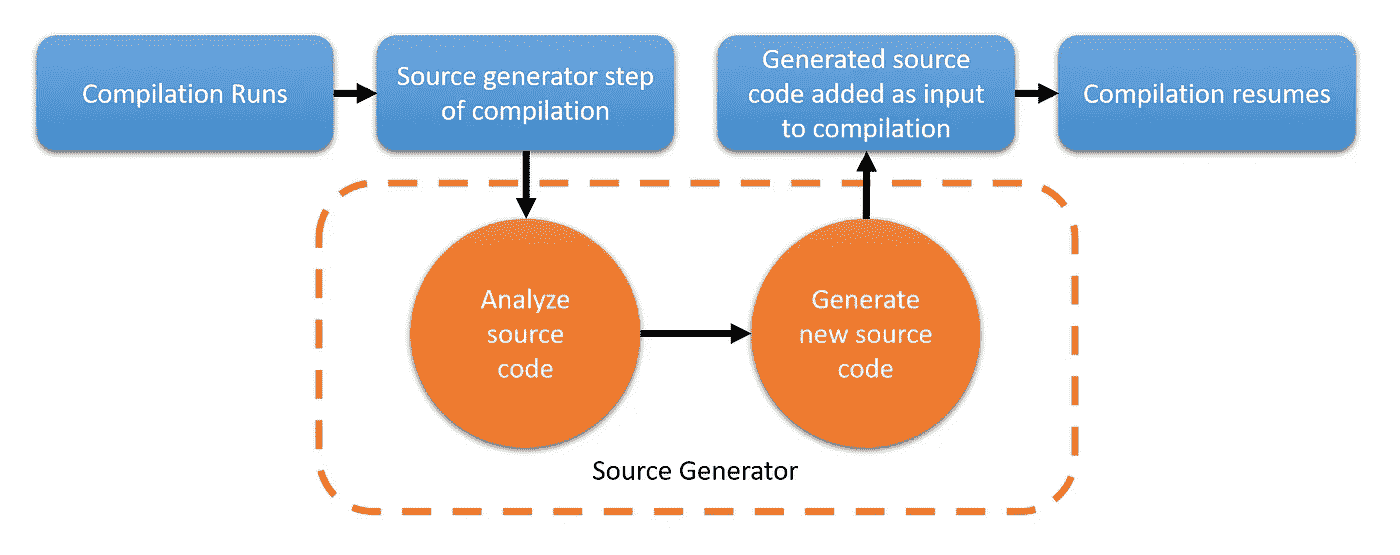 Compilation Runs
Source generator step
of compilation
Generated source
code added as input
to compilation
Compilation resumes
Analyze
source
code
Generate
new source
code
Source Generator